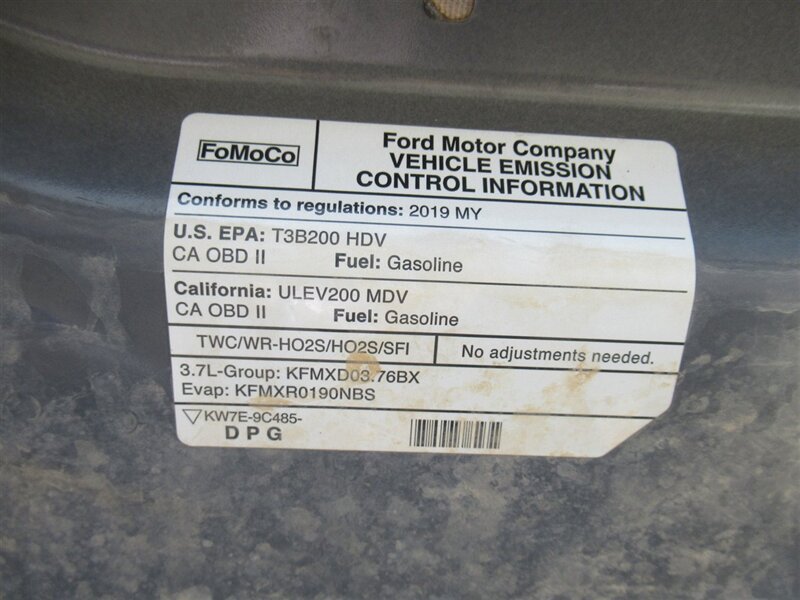 FoMoCo
Ford Motor Company
VEHICLE EMISSION
CONTROL INFORMATION
Conforms to regulations: 2019 MY
U.S. EPA: T3B200 HDV
CA OBD II Fuel: Gasoline
California: ULEV200 MDV
CA OBD II Fuel: Gasoline
TWC/WR-HO2S/HO2S/SFI
No adjustments needed.
3.7L-Group: KFMXD03.76BX
Evap: KFMXR0190NBS
KW7E-9C485-
D P G